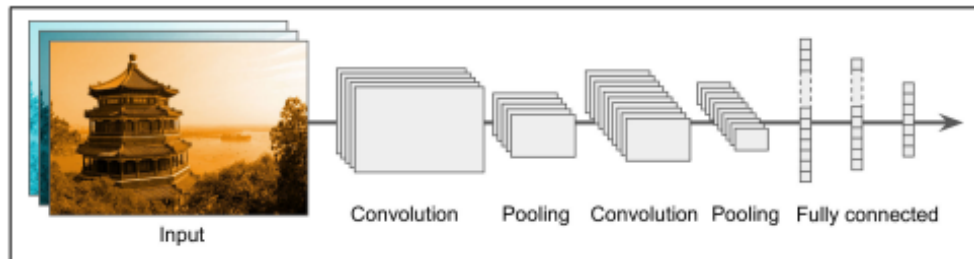 Convolution
Pooling
Convolution
Pooling
Fully connected
Input